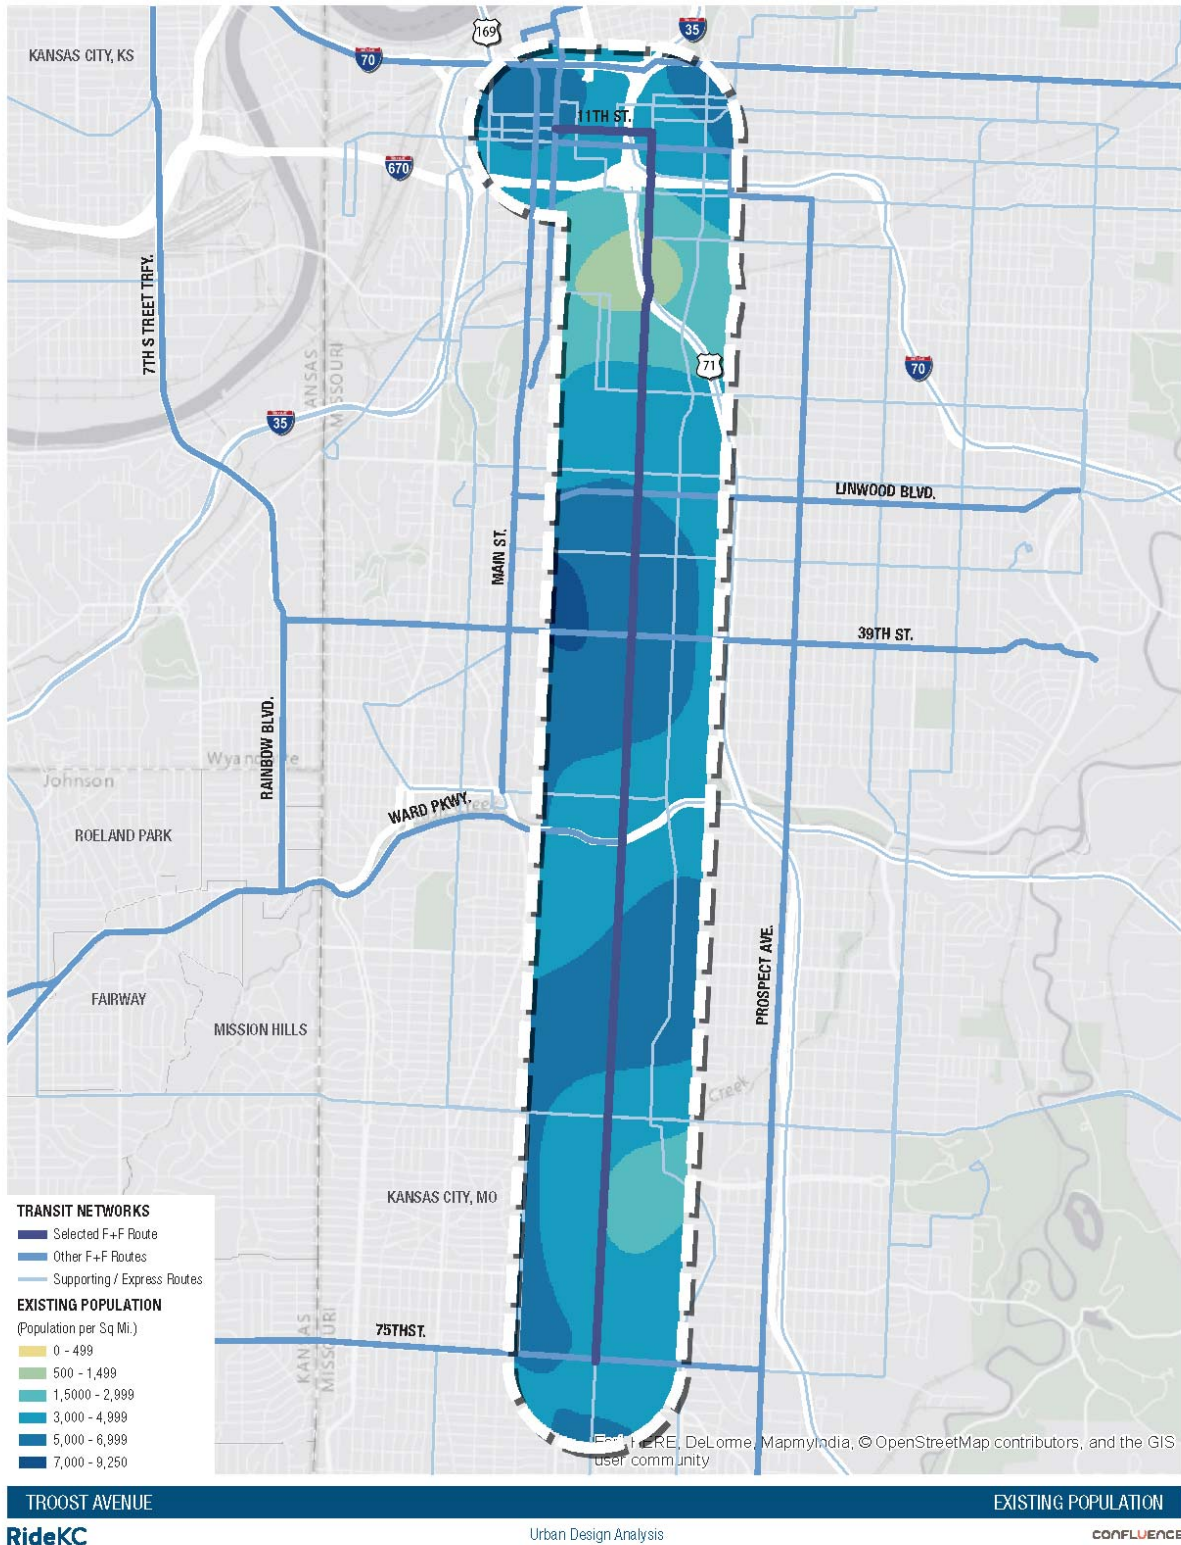 KANSAS CITY, KS
169
35
70
11TH ST.
670
7TH STREET TRFY.
KANSAS
MISSOURI
71
70
35
LINWOOD BLVD.
MAIN ST.
39TH ST.
RAINBOW BLVD.
Wyandotte
Johnson
WARD PKWY.
ROELAND PARK
PROSPECT AVE.
FAIRWAY
MISSION HILLS
Creek
KANSAS CITY, MO
TRANSIT NETWORKS
Selected F+F Route
Other F+F Routes
Supporting / Express Routes
EXISTING POPULATION
(Population per Sq Mi.)
0 - 499
500 - 1,499
1,5000 - 2,999
3,000 - 4,999
5,000 - 6,999
7,000 - 9,250
KANSAS
MISSOURI
75THST.
Esri, HERE, DeLorme, MapmyIndia, © OpenStreetMap contributors, and the GIS
user community
TROOST AVENUE
EXISTING POPULATION
RideKC
Urban Design Analysis
CONFLUENCE